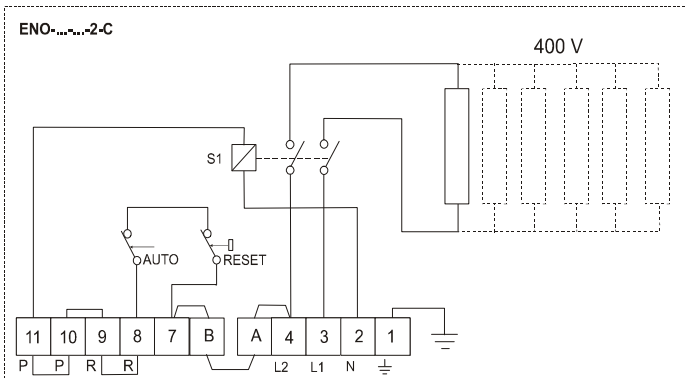 ENO-...-...-2-C
400 V
S1
AUTO RESET
11 10 9 8 7 B A 4 3 2 1
P P R R L2 L1 N